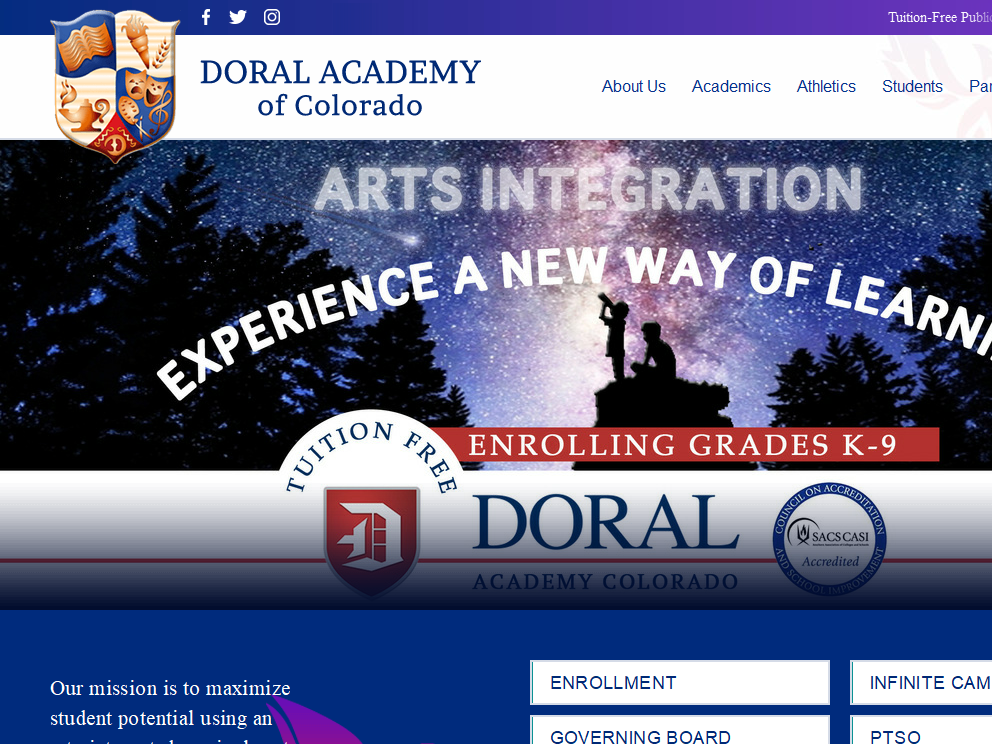 Tuition-Free Public
DORAL ACADEMY
of Colorado
About Us
Academics
Athletics
Students
ARTS INTEGRATION
EXPERIENCE A NEW WAY OF
TUITION FREE
ENROLLING GRADES K-9
D
DORAL
ACADEMY COLORADO
COUNCIL ON ACCREDITATION
AND SCHOOL IMPROVEMENT
SACS CASI
Accredited
Our mission is to maximize
student potential using an
ENROLLMENT
INFINITE CAM
GOVERNING BOARD
PTSO